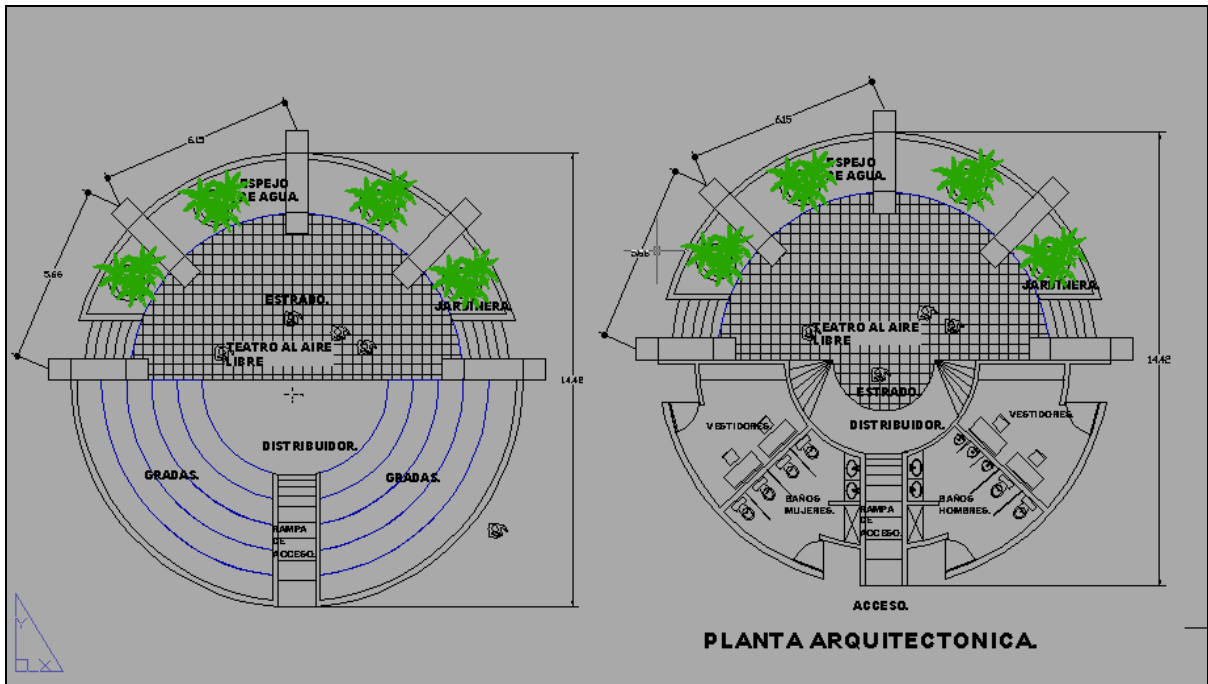 6.15
ESPEJO
DE AGUA.
5.66
ESTRADO.
JARDINERA.
TEATRO AL AIRE
LIBRE
14.42
DISTRIBUIDOR.
GRADAS.
GRADAS.
RAMPA
DE
ACCESO.
6.15
ESPEJO
DE AGUA.
5.66
JARDINERA.
TEATRO AL AIRE
LIBRE
14.42
ESTRADO.
VESTIDORES.
DISTRIBUIDOR.
VESTIDORES.
BAÑOS
MUJERES.
RAMPA
DE
ACCESO.
BAÑOS
HOMBRES.
ACCESO.
PLANTA ARQUITECTONICA.
Y
X